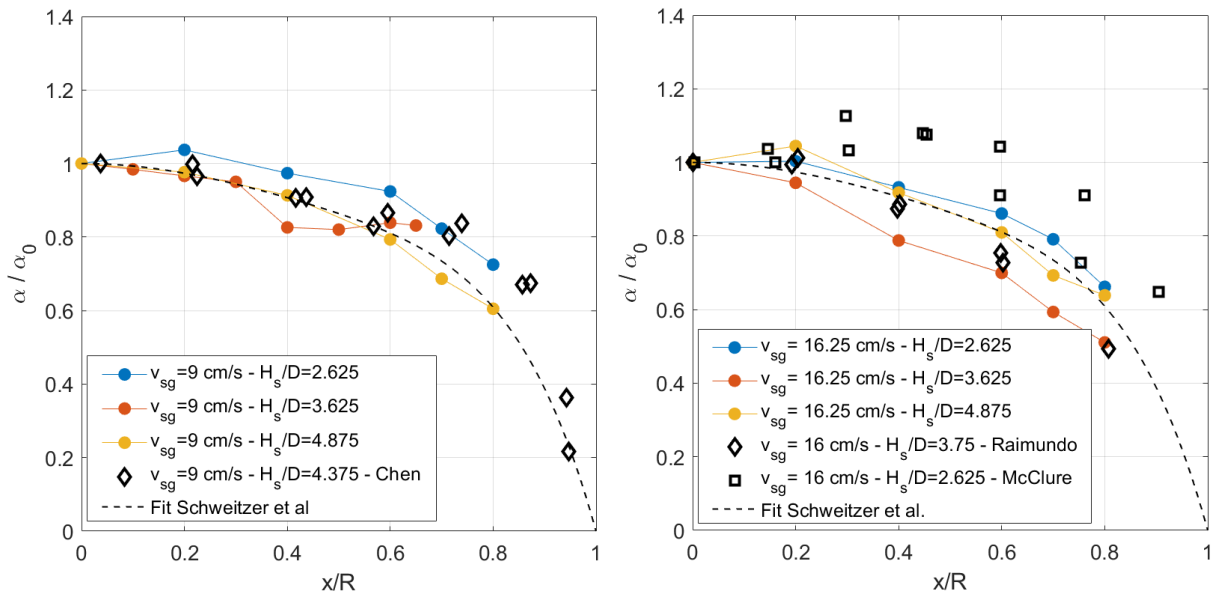 1.4
1.2
1
0.8
0.6
0.4
0.2
0
α / α0
vsg=9 cm/s - Hs/D=2.625
vsg=9 cm/s - Hs/D=3.625
vsg=9 cm/s - Hs/D=4.875
vsg=9 cm/s - Hs/D=4.375 - Chen
Fit Schweitzer et al
0 0.2 0.4 0.6 0.8 1
x/R
1.4
1.2
1
0.8
0.6
0.4
0.2
0
α / α0
vsg= 16.25 cm/s - Hs/D=2.625
vsg= 16.25 cm/s - Hs/D=3.625
vsg= 16.25 cm/s - Hs/D=4.875
vsg= 16 cm/s - Hs/D=3.75 - Raimundo
vsg= 16 cm/s - Hs/D=2.625 - McClure
Fit Schweitzer et al.
0 0.2 0.4 0.6 0.8 1
x/R